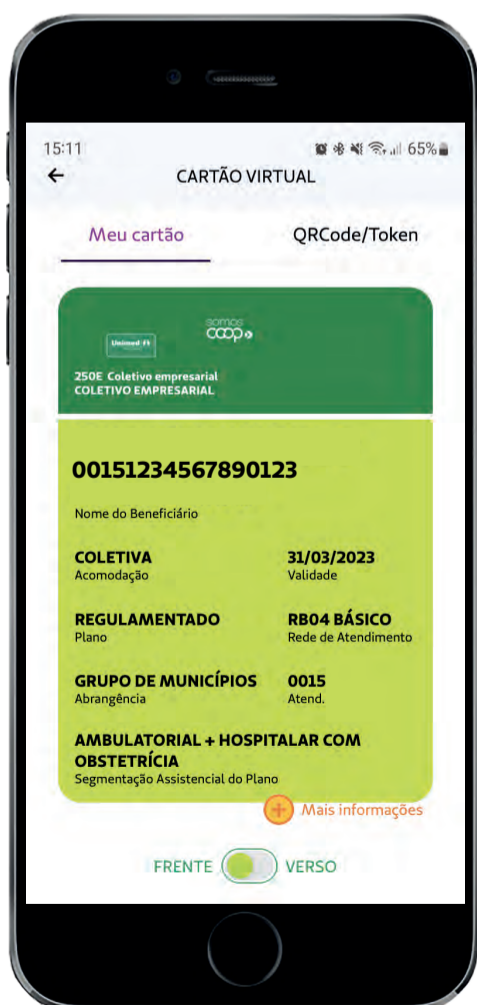 15:11
65%
CARTÃO VIRTUAL
Meu cartão
QRCode/Token
somos
coop
Unimed
250E Coletivo empresarial
COLETIVO EMPRESARIAL
00151234567890123
Nome do Beneficiário
COLETIVA
31/03/2023
Acomodação
Validade
REGULAMENTADO
RB04 BÁSICO
Plano
Rede de Atendimento
GRUPO DE MUNICÍPIOS
0015
Abrangência
Atend.
AMBULATORIAL + HOSPITALAR COM
OBSTETRÍCIA
Segmentação Assistencial do Plano
Mais informações
FRENTE
VERSO